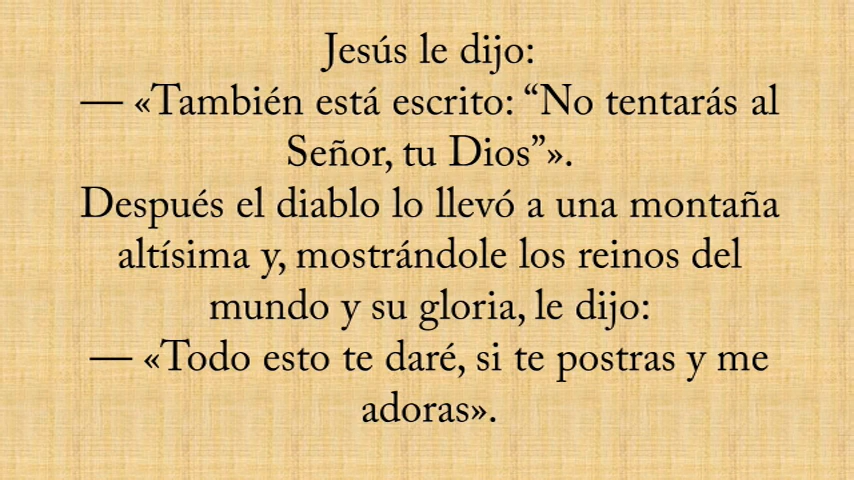 Jesús le dijo:
— «También está escrito: “No tentarás al
Señor, tu Dios”».
Después el diablo lo llevó a una montaña
altísima y, mostrándole los reinos del
mundo y su gloria, le dijo:
— «Todo esto te daré, si te postras y me
adoras».